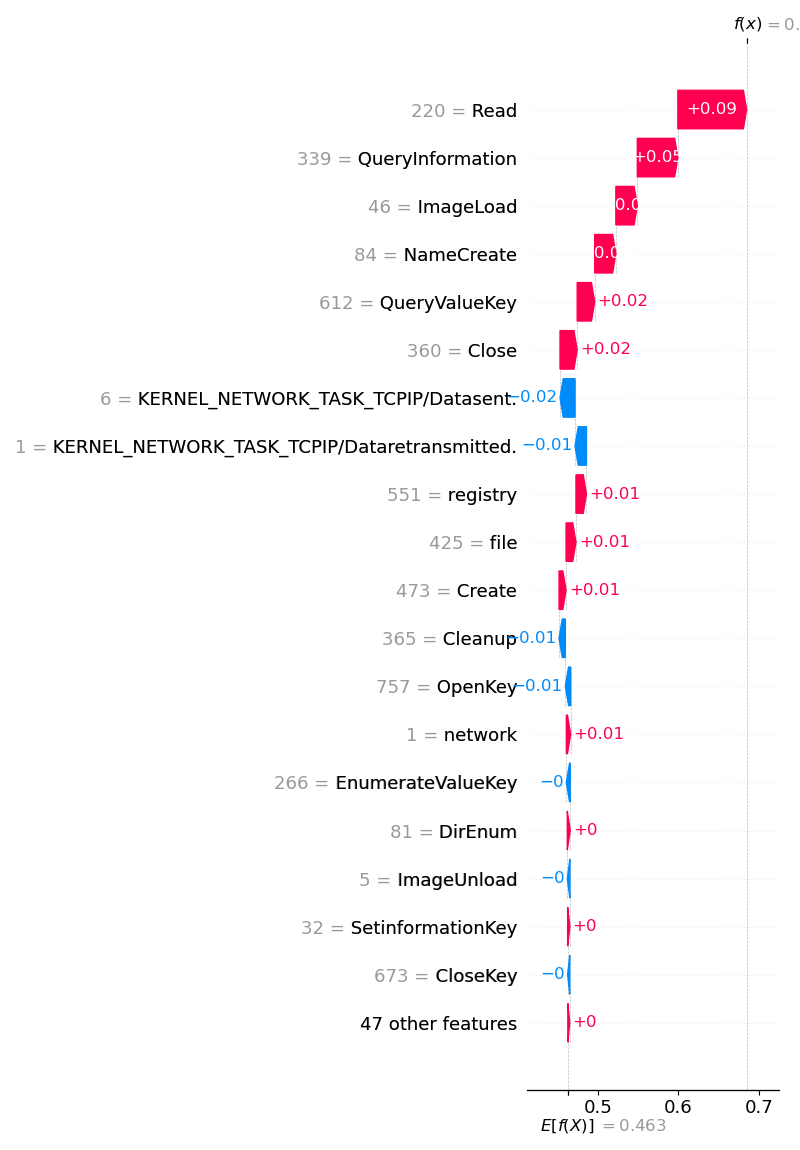 f(x) = 0.
220 = Read +0.09
339 = QueryInformation +0.05
46 = ImageLoad 0.0
84 = NameCreate 0.0
612 = QueryValueKey +0.02
360 = Close +0.02
6 = KERNEL_NETWORK_TASK_TCPIP/Datasent. −0.02
1 = KERNEL_NETWORK_TASK_TCPIP/Dataretransmitted. −0.01
551 = registry +0.01
425 = file +0.01
473 = Create +0.01
365 = Cleanup −0.01
757 = OpenKey −0.01
1 = network +0.01
266 = EnumerateValueKey −0
81 = DirEnum +0
5 = ImageUnload −0
32 = SetinformationKey +0
673 = CloseKey −0
47 other features +0
0.5 0.6 0.7
E[f(X)] = 0.463